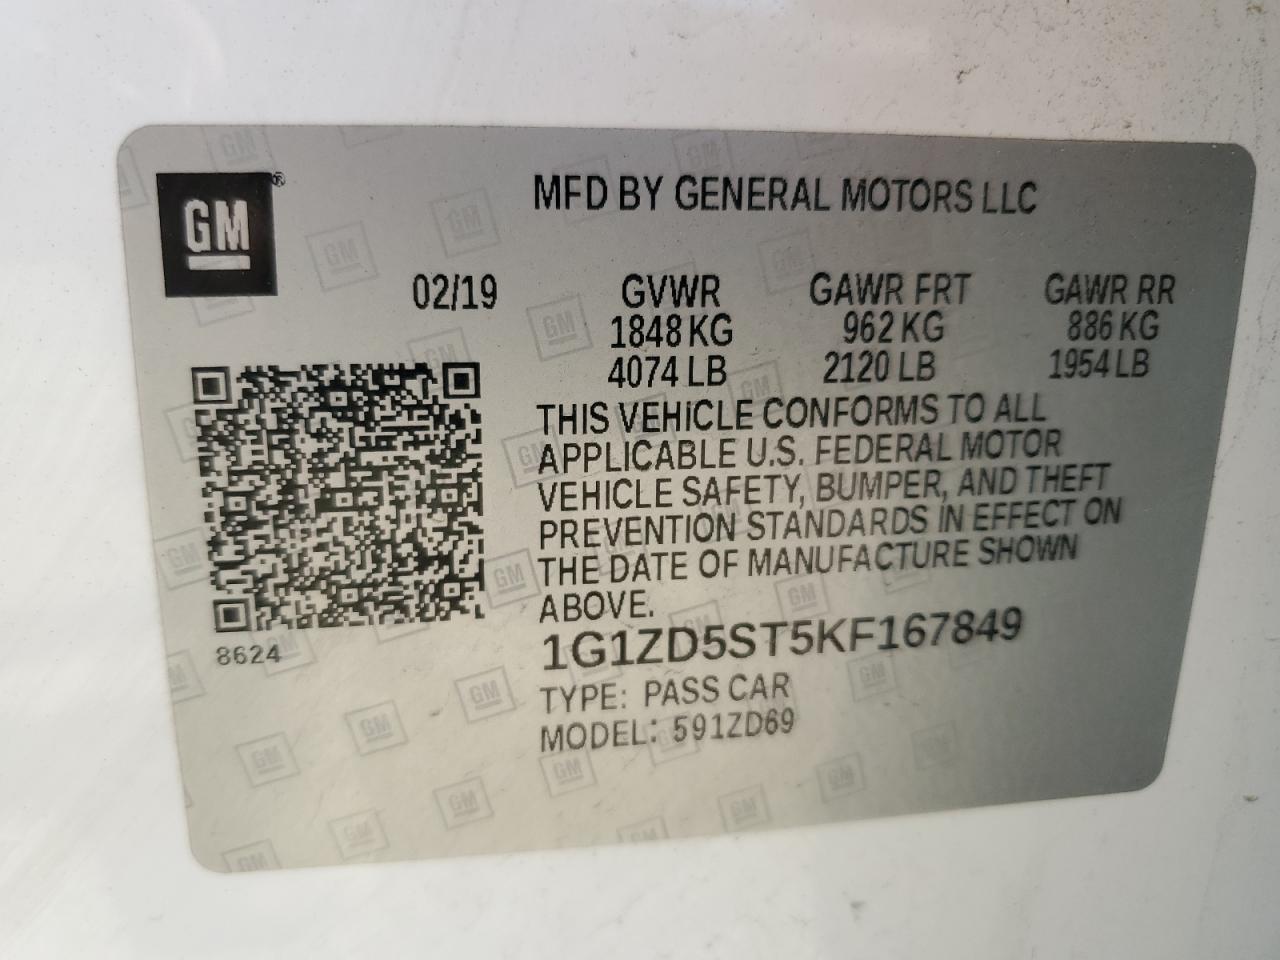 GM
MFD BY GENERAL MOTORS LLC
02/19 GVWR GAWR FRT GAWR RR
1848 KG 962 KG 886 KG
4074 LB 2120 LB 1954 LB
THIS VEHICLE CONFORMS TO ALL
APPLICABLE U.S. FEDERAL MOTOR
VEHICLE SAFETY, BUMPER, AND THEFT
PREVENTION STANDARDS IN EFFECT ON
THE DATE OF MANUFACTURE SHOWN
ABOVE.
8624
1G1ZD5ST5KF167849
TYPE: PASS CAR
MODEL: 591ZD69